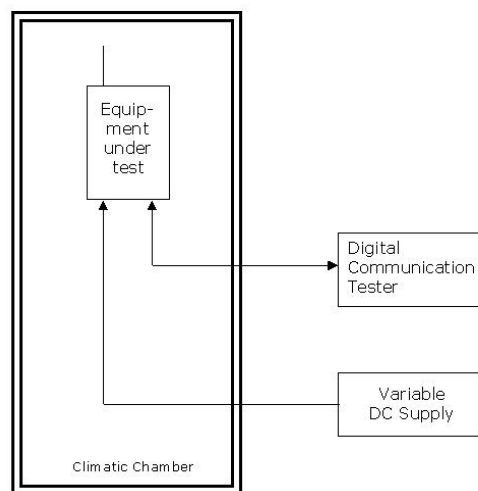 Equip-
ment
under
test
Digital
Communication
Tester
Variable
DC Supply
Climatic Chamber